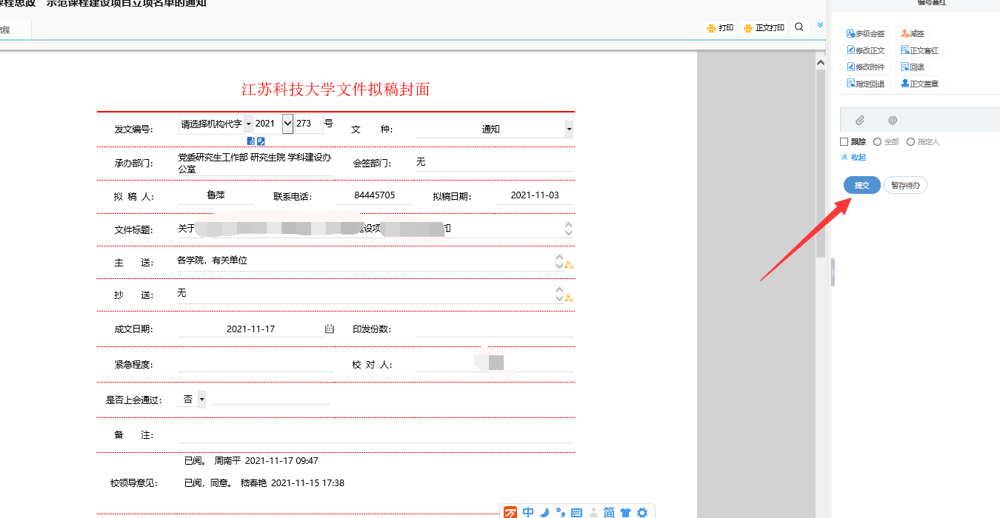 课程思政 示范课程建设项目立项名单的通知
编号套红
流程
打印 正文打印
多级会签 减签
修改正文 正文套红
修改附件 回退
指定回退 正文盖章
@
跟踪 全部 指定人
收起
提交 暂存待办
江苏科技大学文件拟稿封面
发文编号: 请选择机构代字 2021 273 号 文 种: 通知
承办部门: 党委研究生工作部 研究生院 学科建设办公室 会签部门: 无
拟 稿 人: 鲁萍 联系电话: 84445705 拟稿日期: 2021-11-03
文件标题: 关于 建设项
主 送: 各学院，有关单位
抄 送: 无
成文日期: 2021-11-17 印发份数:
紧急程度: 校 对 人:
是否上会通过: 否
备 注:
已阅。 周南平 2021-11-17 09:47
校领导意见: 已阅，同意。 嵇春艳 2021-11-15 17:38
中 简